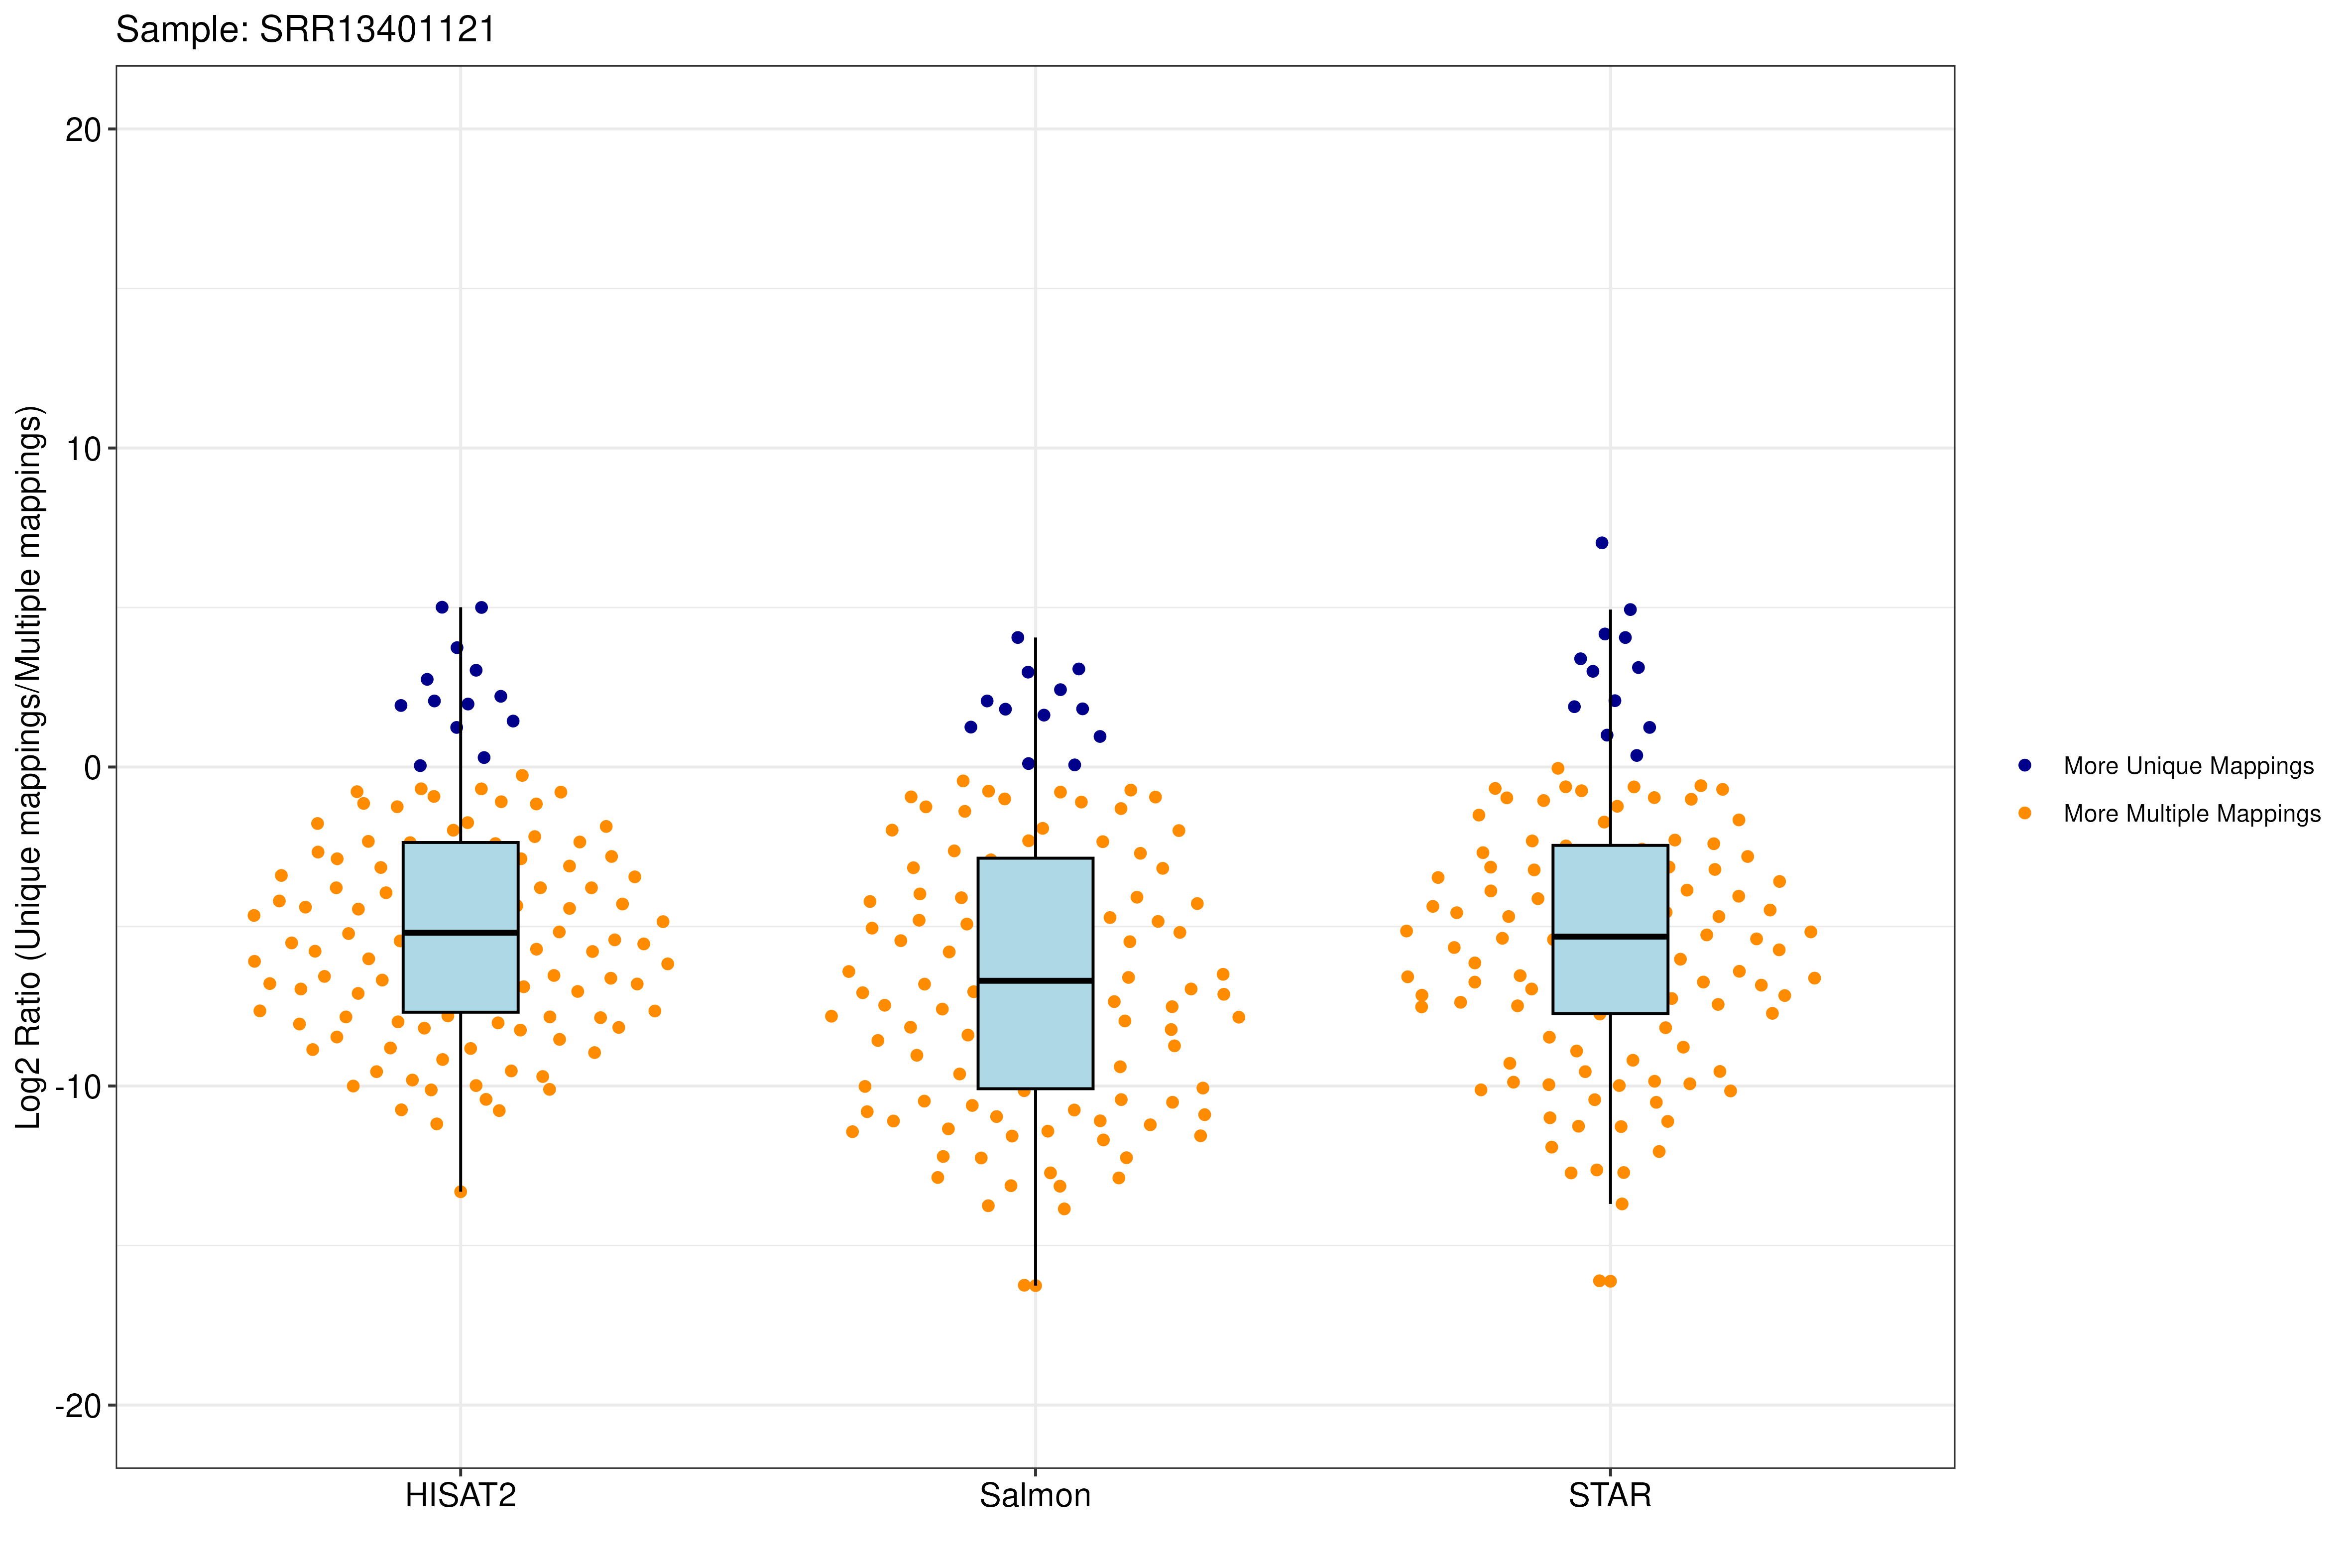 Sample: SRR13401121
Log2 Ratio (Unique mappings/Multiple mappings)
20
10
0
-10
-20
HISAT2
Salmon
STAR
More Unique Mappings
More Multiple Mappings